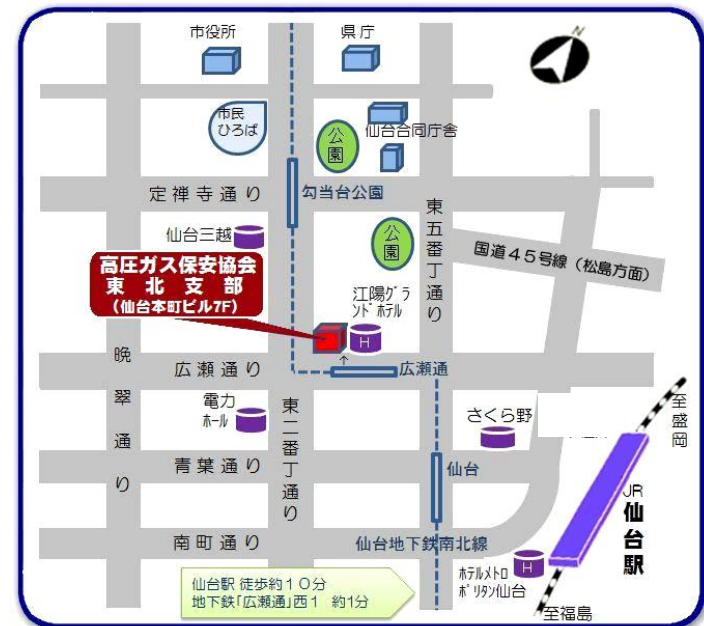 市役所
県庁
N
市民
ひろば
公
園
仙台合同庁舎
定禅寺通り
勾当台公園
仙台三越
公
園
東五番丁通り
国道45号線(松島方面)
高圧ガス保安協会
東北支部
(仙台本町ビル7F)
江陽グラ
ンドホテル
H
↑
晩翠通り
広瀬通り
広瀬通
電力
ホール
東二番丁通り
さくら野
至盛岡
青葉通り
仙台
JR
仙台駅
南町通り
仙台地下鉄南北線
ホテルメトロ
ポリタン仙台
H
仙台駅 徒歩約10分
地下鉄「広瀬通」西1 約1分
至福島